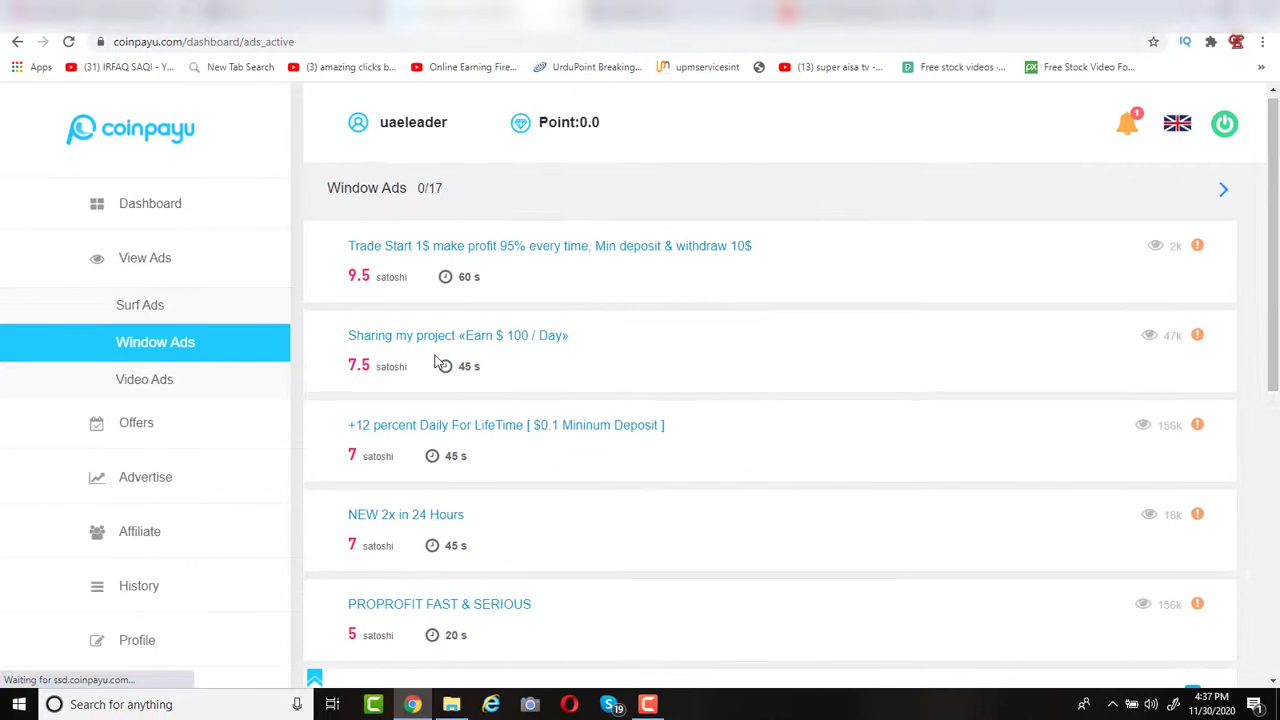 coinpayu.com/dashboard/ads_active
Apps (31) IRFAQ SAQI - Y... New Tab Search (3) amazing clicks b... Online Earning Fire... UrduPoint Breaking... upmservicesint (13) super aisa tv -... Free stock videos -... Free Stock Video Fo... »
coinpayu
uaeleader Point:0.0 1
Window Ads 0/17
Dashboard
View Ads
Surf Ads
Window Ads
Video Ads
Offers
Advertise
Affiliate
History
Profile
Trade Start 1$ make profit 95% every time, Min deposit & withdraw 10$ 2k
9.5 satoshi 60 s
Sharing my project «Earn $ 100 / Day» 47k
7.5 satoshi 45 s
+12 percent Daily For LifeTime [ $0.1 Mininum Deposit ] 156k
7 satoshi 45 s
NEW 2x in 24 Hours 18k
7 satoshi 45 s
PROPROFIT FAST & SERIOUS 156k
5 satoshi 20 s
Waiting for ssd.coinpayu.com...
Search for anything 19 4:37 PM
11/30/2020 1